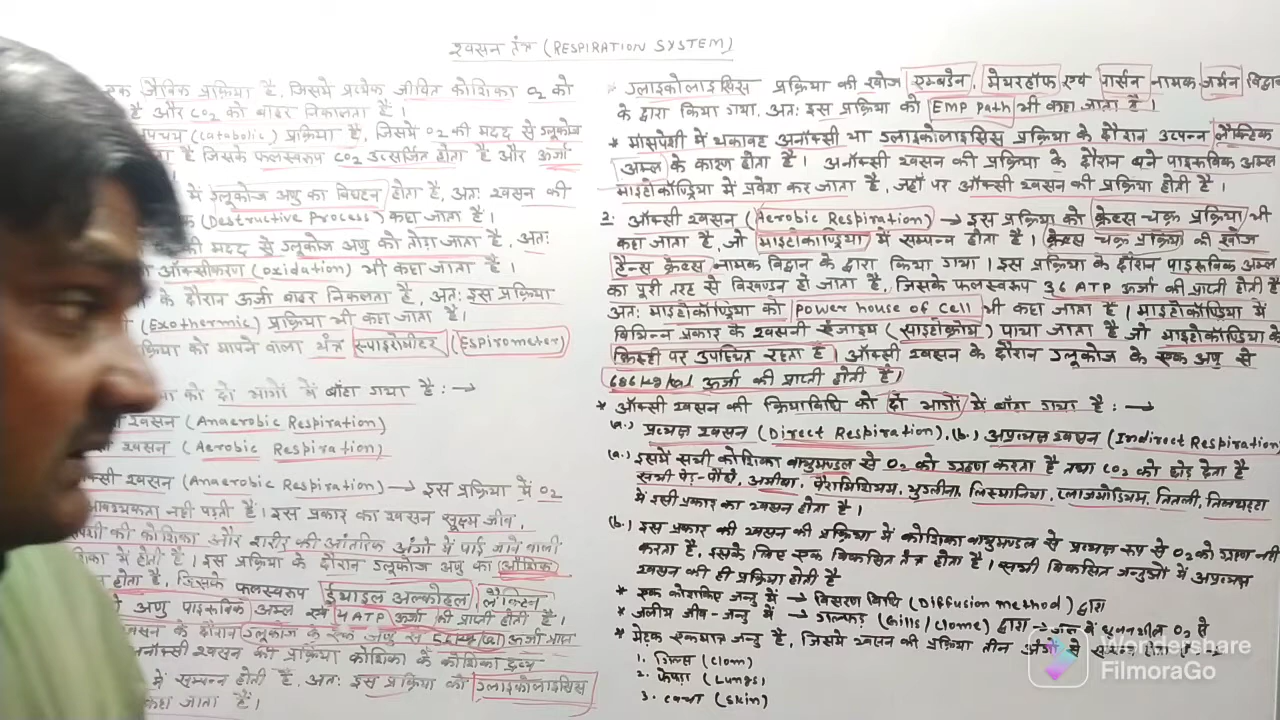 श्वसन तंत्र (RESPIRATION SYSTEM)
एक जैविक प्रक्रिया है, जिसमें प्रत्येक जीवित कोशिका O2 को
है और CO2 को बाहर निकालता है।
(Catabolic) प्रक्रिया है, जिसमें O2 की मदद से ग्लूकोज
है जिसके फलस्वरूप CO2 उत्सर्जित होता है और ऊर्जा
में ग्लूकोज अणु का विघटन होता है, अतः श्वसन की
(Destructive Process) कहा जाता है।
की मदद से ग्लूकोज अणु को तोड़ा जाता है, अतः
ऑक्सीकरण (Oxidation) भी कहा जाता है।
के दौरान ऊर्जा बाहर निकलता है, अतः इस प्रक्रिया
(Exothermic) प्रक्रिया भी कहा जाता है।
को मापने वाला यंत्र स्पाइरोमीटर (Espirometer)
को दो भागों में बाँटा गया है :→
श्वसन (Anaerobic Respiration)
श्वसन (Aerobic Respiration)
श्वसन (Anaerobic Respiration) → इस प्रक्रिया में O2
आवश्यकता नहीं पड़ती है। इस प्रकार का श्वसन सूक्ष्म जीव,
की कोशिका और शरीर की आंतरिक अंगों में पाई जाने वाली
में होती है। इस प्रक्रिया के दौरान ग्लूकोज अणु का आंशिक
होता है, जिसके फलस्वरूप ईथाइल अल्कोहल, लैक्टिन
अणु पाइरूविक अम्ल एवं 4ATP ऊर्जा की प्राप्ती होती है।
के दौरान ग्लूकोज के एक अणु से ऊर्जा प्राप्त
श्वसन की प्रक्रिया कोशिका के कोशिका द्रव्य
में सम्पन्न होती है, अतः इस प्रक्रिया को ग्लाइकोलाइसिस
कहा जाता है।
* ग्लाइकोलाइसिस प्रक्रिया की खोज एम्बडेन, मेयरहॉफ एवं पार्सन नामक जर्मन
के द्वारा किया गया, अतः इस प्रक्रिया को EMP Path भी कहा जाता है।
* मांसपेशी में थकावट अनॉक्सी या ग्लाइकोलाइसिस प्रक्रिया के दौरान उत्पन्न लैक्टिक
अम्ल के कारण होता है। अनॉक्सी श्वसन की प्रक्रिया के दौरान बने पाइरूविक अम्ल
माइटोकॉण्ड्रिया में प्रवेश कर जाता है, जहाँ पर ऑक्सी श्वसन की प्रक्रिया होती है।
2. ऑक्सी श्वसन (Aerobic Respiration) → इस प्रक्रिया को क्रेब्स चक्र प्रक्रिया भी
कहा जाता है, जो माइटोकॉण्ड्रिया में सम्पन्न होता है। क्रेब्स चक्र प्रक्रिया की खोज
हैन्स क्रेब्स नामक विद्वान के द्वारा किया गया। इस प्रक्रिया के दौरान पाइरूविक अम्ल
का पूरी तरह से विखण्डन हो जाता है, जिसके फलस्वरूप 36 ATP ऊर्जा की प्राप्ती होती है
अतः माइटोकॉण्ड्रिया को Power house of Cell भी कहा जाता है। माइटोकॉण्ड्रिया में
विभिन्न प्रकार के श्वसनी इंजाइम (साइटोक्रोम) पाया जाता है जो माइटोकॉण्ड्रिया के
क्रिस्टी पर उपस्थित रहता है। ऑक्सी श्वसन के दौरान ग्लूकोज के एक अणु से
686 ऊर्जा की प्राप्ती होती है।
* ऑक्सी श्वसन की क्रियाविधि को दो भागों में बाँटा गया है :→
(a.) प्रत्यक्ष श्वसन (Direct Respiration), (b.) अप्रत्यक्ष श्वसन (Indirect Respiration)
(a.) इसमें सभी कोशिका वायुमण्डल से O2 को ग्रहण करता है तथा CO2 को छोड़ देता है
सभी पेड़-पौधे, अमीबा, पैरामिशियम, युग्लीना, लिस्मानिया, प्लाजमोडियम, तितली, तिलचट्टा
में इसी प्रकार का श्वसन होता है।
(b.) इस प्रकार की श्वसन की प्रक्रिया में कोशिका वायुमण्डल से प्रत्यक्ष रूप से O2 को ग्रहण नहीं
करता है, इसके लिए एक विकसित तंत्र होता है। सभी विकसित जन्तुओं में अप्रत्यक्ष
श्वसन की ही प्रक्रिया होती है
* एक कोशकीय जन्तु में → विसरण विधि (Diffusion method) द्वारा
* जलीय जीव-जन्तु में → गलफड़ (Gills/Clome) द्वारा → जल में घुलनशील O2 से
* मेंढ़क एकमात्र जन्तु है, जिसमें श्वसन की प्रक्रिया तीन अंगों से सम्पन्न होता है
1. गिल्स (Clom)
2. फेफड़ा (Lungs)
3. त्वचा (Skin)
Wondershare
FilmoraGo